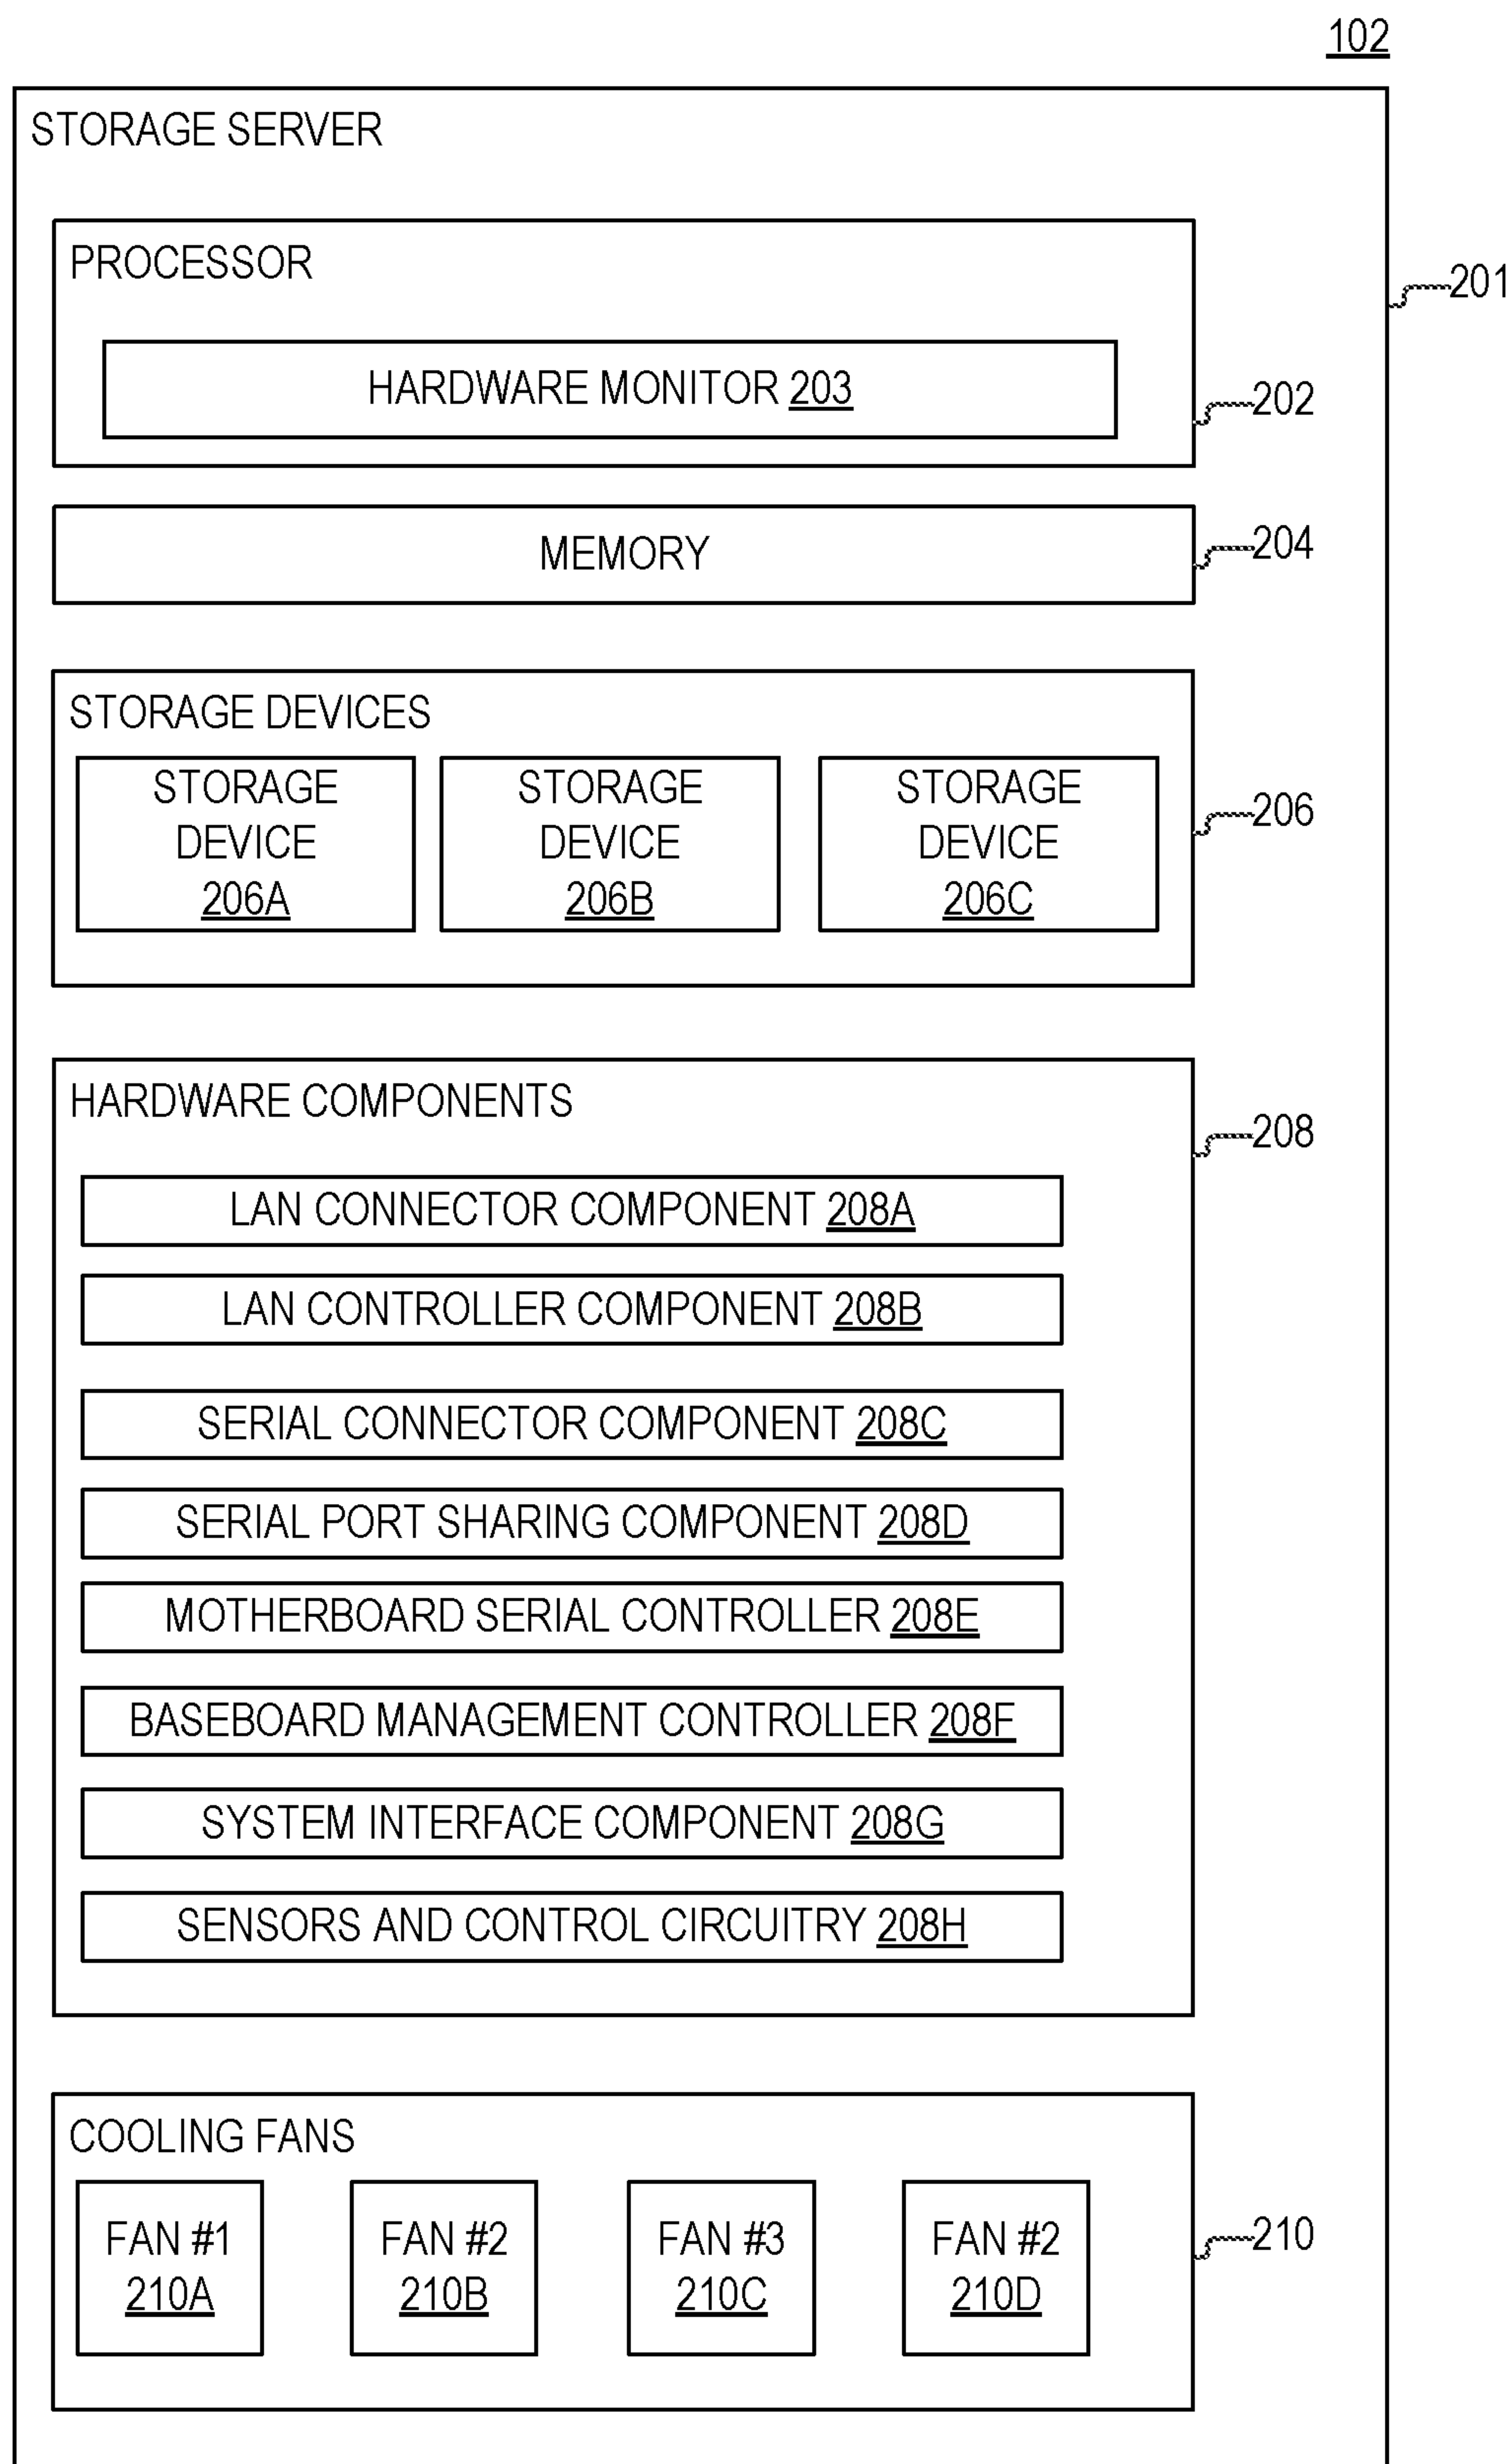 102
STORAGE SERVER
PROCESSOR
201
HARDWARE MONITOR 203
202
MEMORY
204
STORAGE DEVICES
STORAGE
DEVICE
206A
STORAGE
DEVICE
206B
STORAGE
DEVICE
206C
206
HARDWARE COMPONENTS
208
LAN CONNECTOR COMPONENT 208A
LAN CONTROLLER COMPONENT 208B
SERIAL CONNECTOR COMPONENT 208C
SERIAL PORT SHARING COMPONENT 208D
MOTHERBOARD SERIAL CONTROLLER 208E
BASEBOARD MANAGEMENT CONTROLLER 208F
SYSTEM INTERFACE COMPONENT 208G
SENSORS AND CONTROL CIRCUITRY 208H
COOLING FANS
FAN #1
210A
FAN #2
210B
FAN #3
210C
FAN #2
210D
210